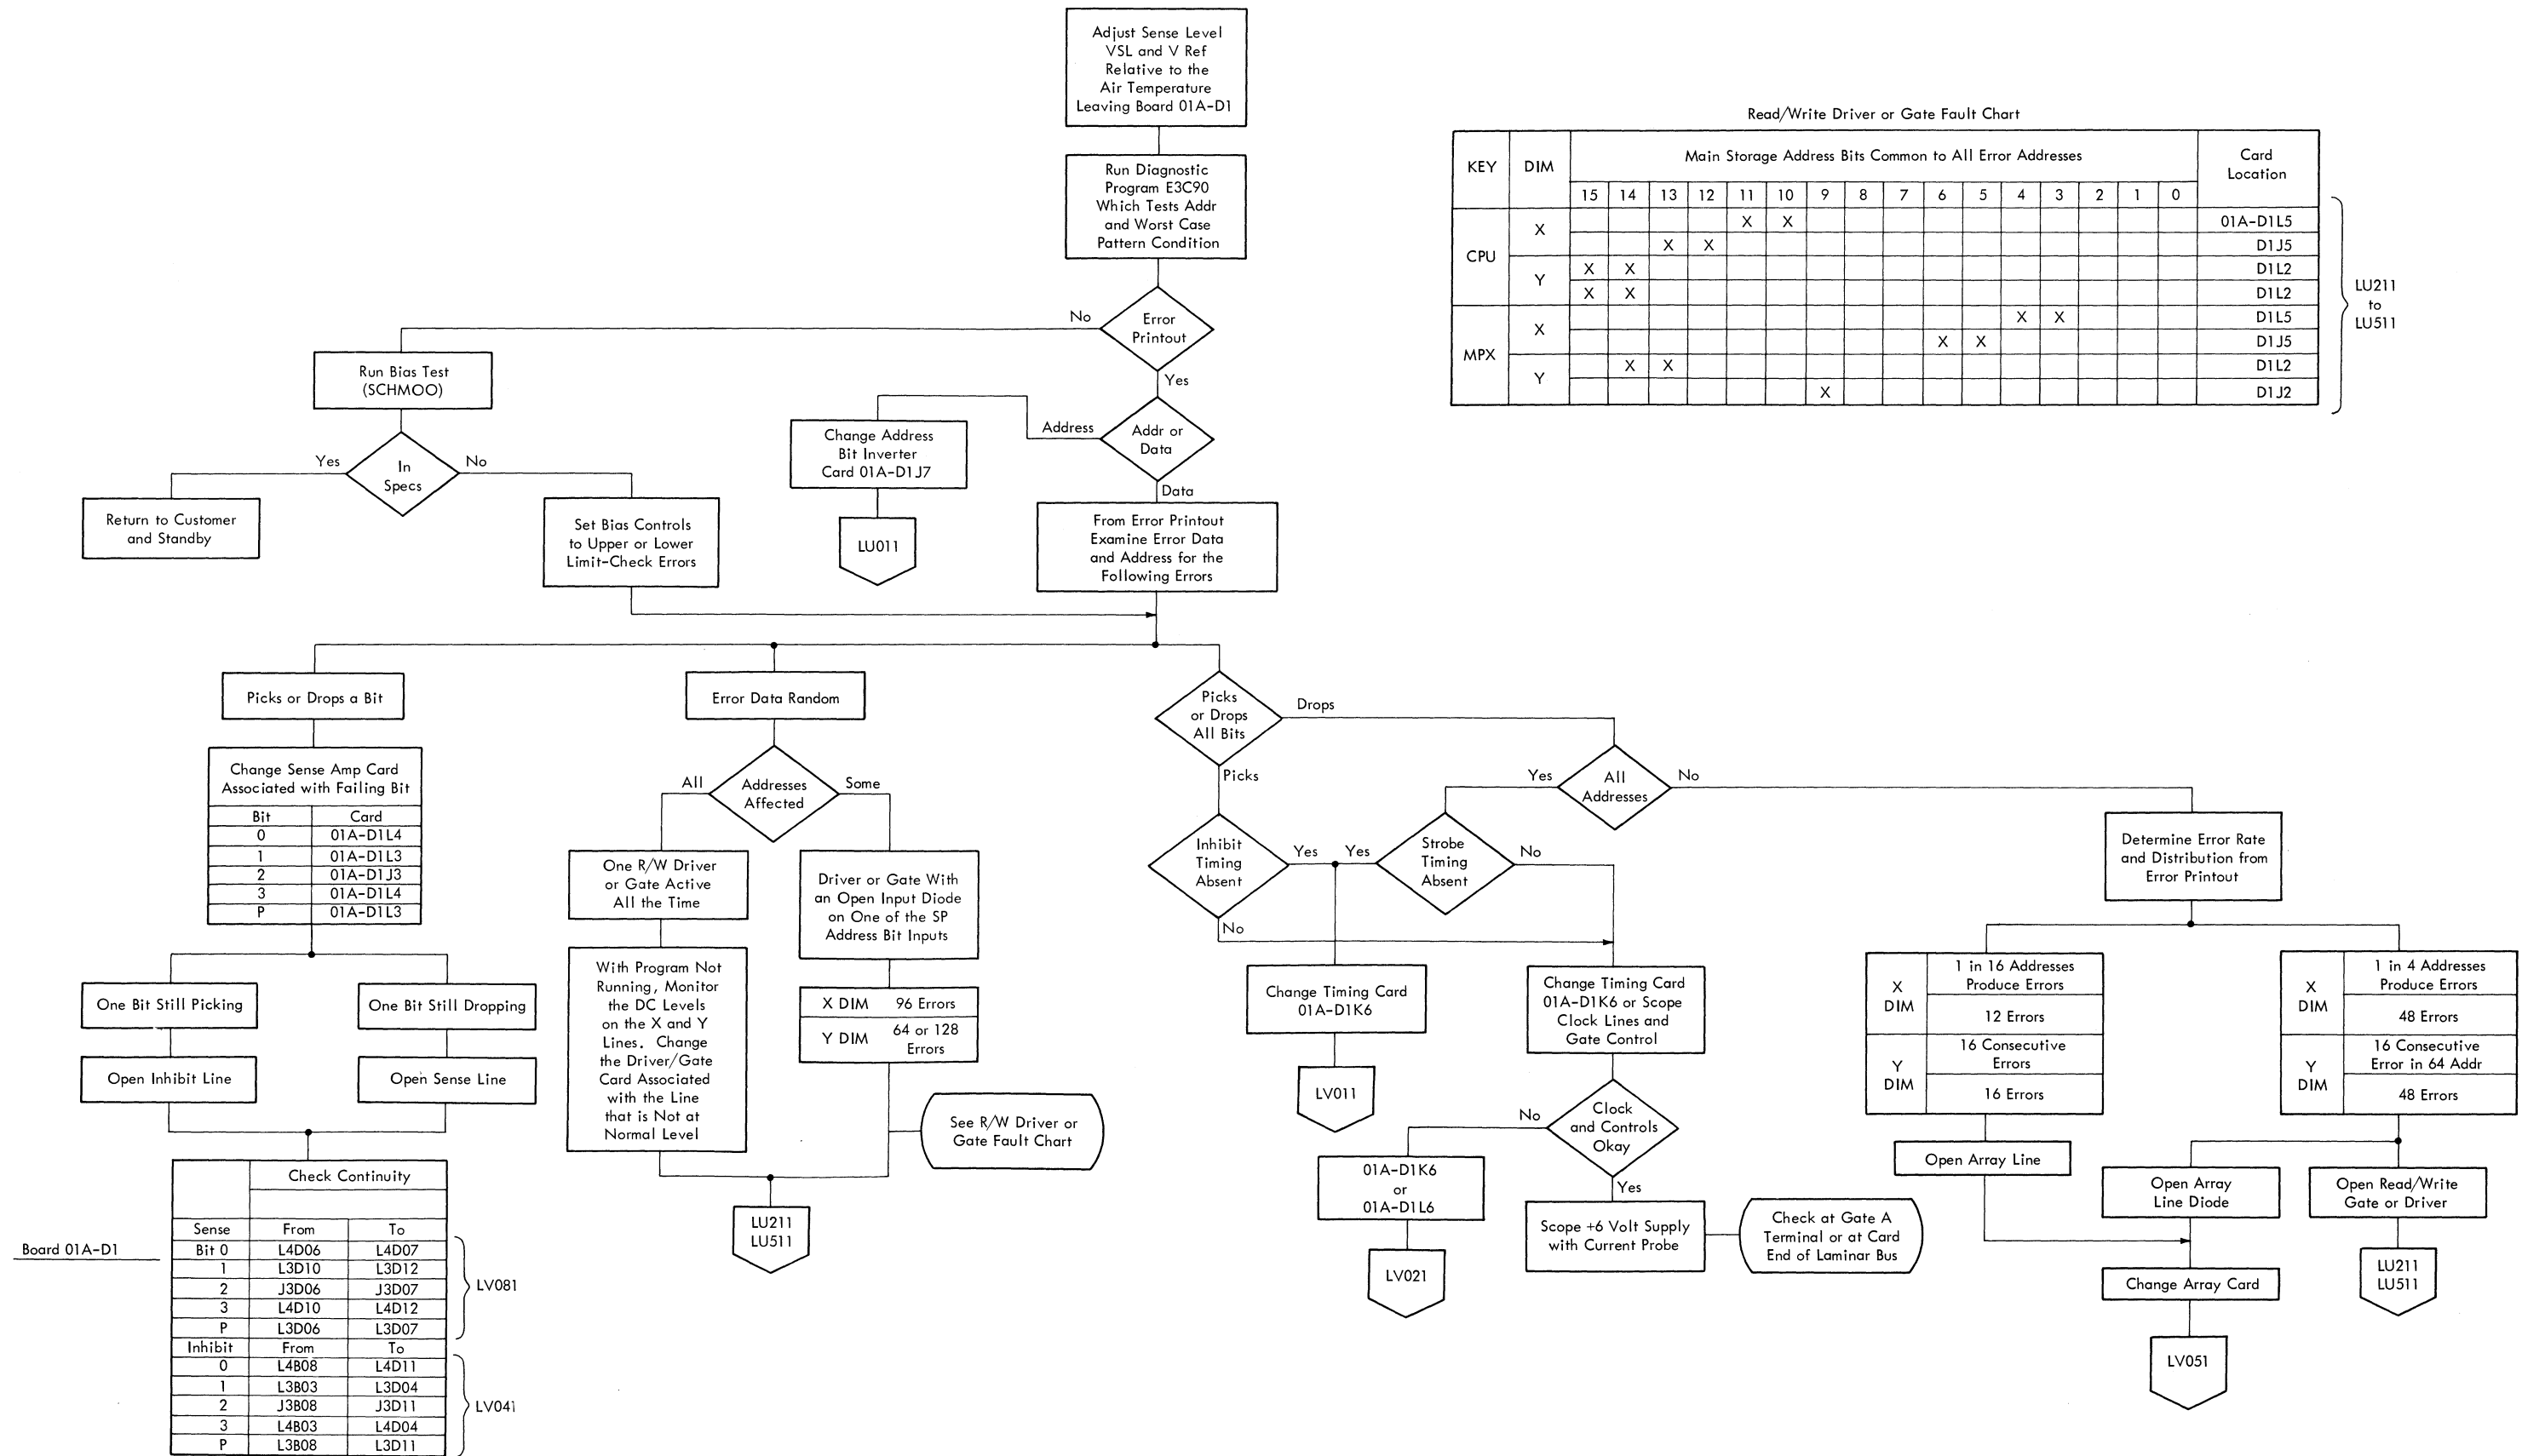 Adjust Sense Level
VSL and V Ref
Relative to the
Air Temperature
Leaving Board 01A-D1
Run Diagnostic
Program E3C90
Which Tests Addr
and Worst Case
Pattern Condition
Error
Printout
No
Yes
Run Bias Test
(SCHMOO)
In
Specs
Yes
No
Return to Customer
and Standby
Set Bias Controls
to Upper or Lower
Limit-Check Errors
Addr or
Data
Address
Data
Change Address
Bit Inverter
Card 01A-D1J7
LU011
From Error Printout
Examine Error Data
and Address for the
Following Errors
Read/Write Driver or Gate Fault Chart
KEY DIM Main Storage Address Bits Common to All Error Addresses Card
Location
15 14 13 12 11 10 9 8 7 6 5 4 3 2 1 0
CPU X X X 01A-D1L5
X X D1J5
Y X X D1L2
X X D1L2
MPX X X X D1L5
X X D1J5
Y X X D1L2
X D1J2
LU211
to
LU511
Picks or Drops a Bit
Change Sense Amp Card
Associated with Failing Bit
Bit Card
0 01A-D1L4
1 01A-D1L3
2 01A-D1J3
3 01A-D1L4
P 01A-D1L3
One Bit Still Picking
One Bit Still Dropping
Open Inhibit Line
Open Sense Line
Board 01A-D1
Check Continuity
Sense From To
Bit 0 L4D06 L4D07
1 L3D10 L3D12
2 J3D06 J3D07
3 L4D10 L4D12
P L3D06 L3D07
LV081
Inhibit From To
0 L4B08 L4D11
1 L3B03 L3D04
2 J3B08 J3D11
3 L4B03 L4D04
P L3B08 L3D11
LV041
Error Data Random
Addresses
Affected
All
Some
One R/W Driver
or Gate Active
All the Time
With Program Not
Running, Monitor
the DC Levels
on the X and Y
Lines. Change
the Driver/Gate
Card Associated
with the Line
that is Not at
Normal Level
Driver or Gate With
an Open Input Diode
on One of the SP
Address Bit Inputs
X DIM 96 Errors
Y DIM 64 or 128
Errors
See R/W Driver or
Gate Fault Chart
LU211
LU511
Picks
or Drops
All Bits
Drops
Picks
All
Addresses
Yes
No
Inhibit
Timing
Absent
Yes
No
Strobe
Timing
Absent
Yes
No
Change Timing Card
01A-D1K6
LV011
Change Timing Card
01A-D1K6 or Scope
Clock Lines and
Gate Control
Clock
and Controls
Okay
No
Yes
01A-D1K6
or
01A-D1L6
LV021
Scope +6 Volt Supply
with Current Probe
Check at Gate A
Terminal or at Card
End of Laminar Bus
Determine Error Rate
and Distribution from
Error Printout
X
DIM
1 in 16 Addresses
Produce Errors
12 Errors
Y
DIM
16 Consecutive
Errors
16 Errors
X
DIM
1 in 4 Addresses
Produce Errors
48 Errors
Y
DIM
16 Consecutive
Error in 64 Addr
48 Errors
Open Array Line
Open Array
Line Diode
Open Read/Write
Gate or Driver
Change Array Card
LV051
LU211
LU511